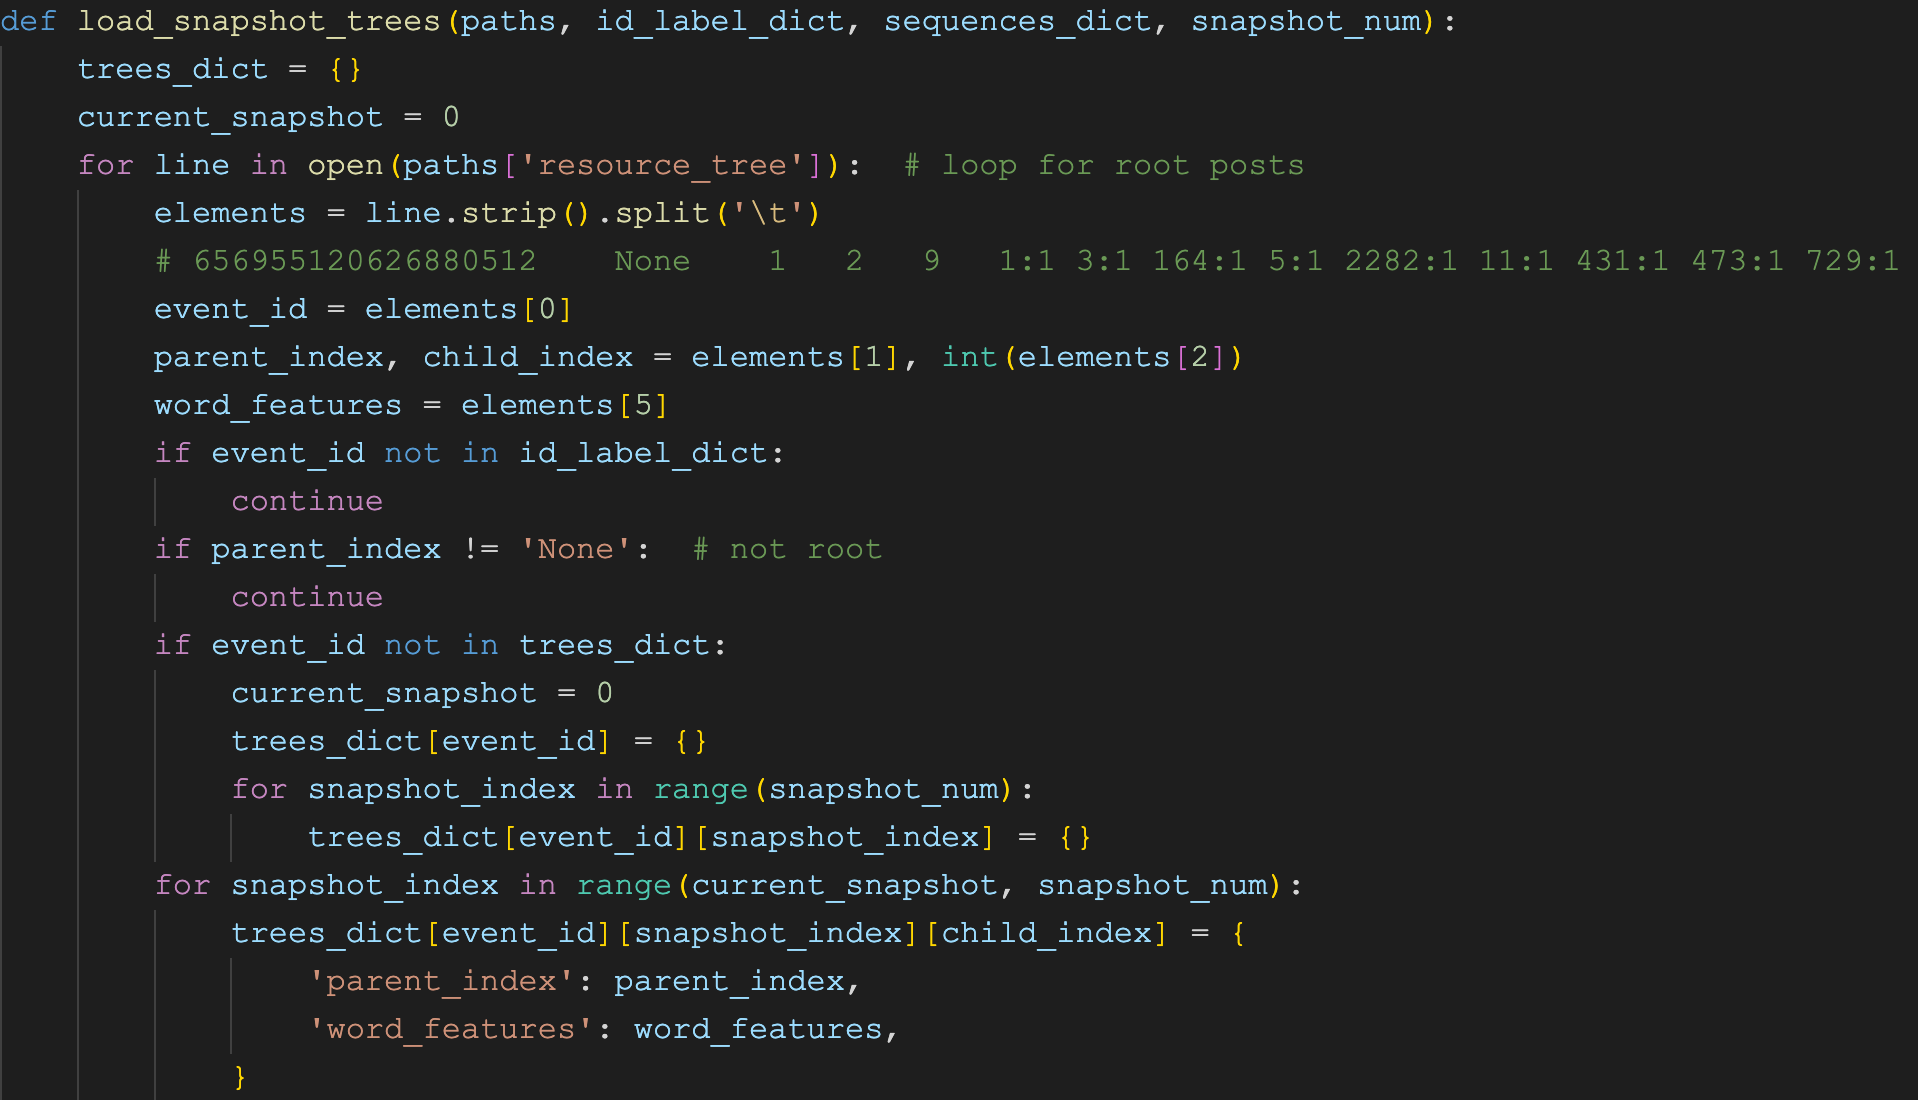 def load_snapshot_trees(paths, id_label_dict, sequences_dict, snapshot_num):
    trees_dict = {}
    current_snapshot = 0
    for line in open(paths['resource_tree']):  # loop for root posts
        elements = line.strip().split('\t')
        # 656955120626880512    None    1   2   9   1:1 3:1 164:1 5:1 2282:1 11:1 431:1 473:1 729:1
        event_id = elements[0]
        parent_index, child_index = elements[1], int(elements[2])
        word_features = elements[5]
        if event_id not in id_label_dict:
            continue
        if parent_index != 'None':  # not root
            continue
        if event_id not in trees_dict:
            current_snapshot = 0
            trees_dict[event_id] = {}
            for snapshot_index in range(snapshot_num):
                trees_dict[event_id][snapshot_index] = {}
        for snapshot_index in range(current_snapshot, snapshot_num):
            trees_dict[event_id][snapshot_index][child_index] = {
                'parent_index': parent_index,
                'word_features': word_features,
            }